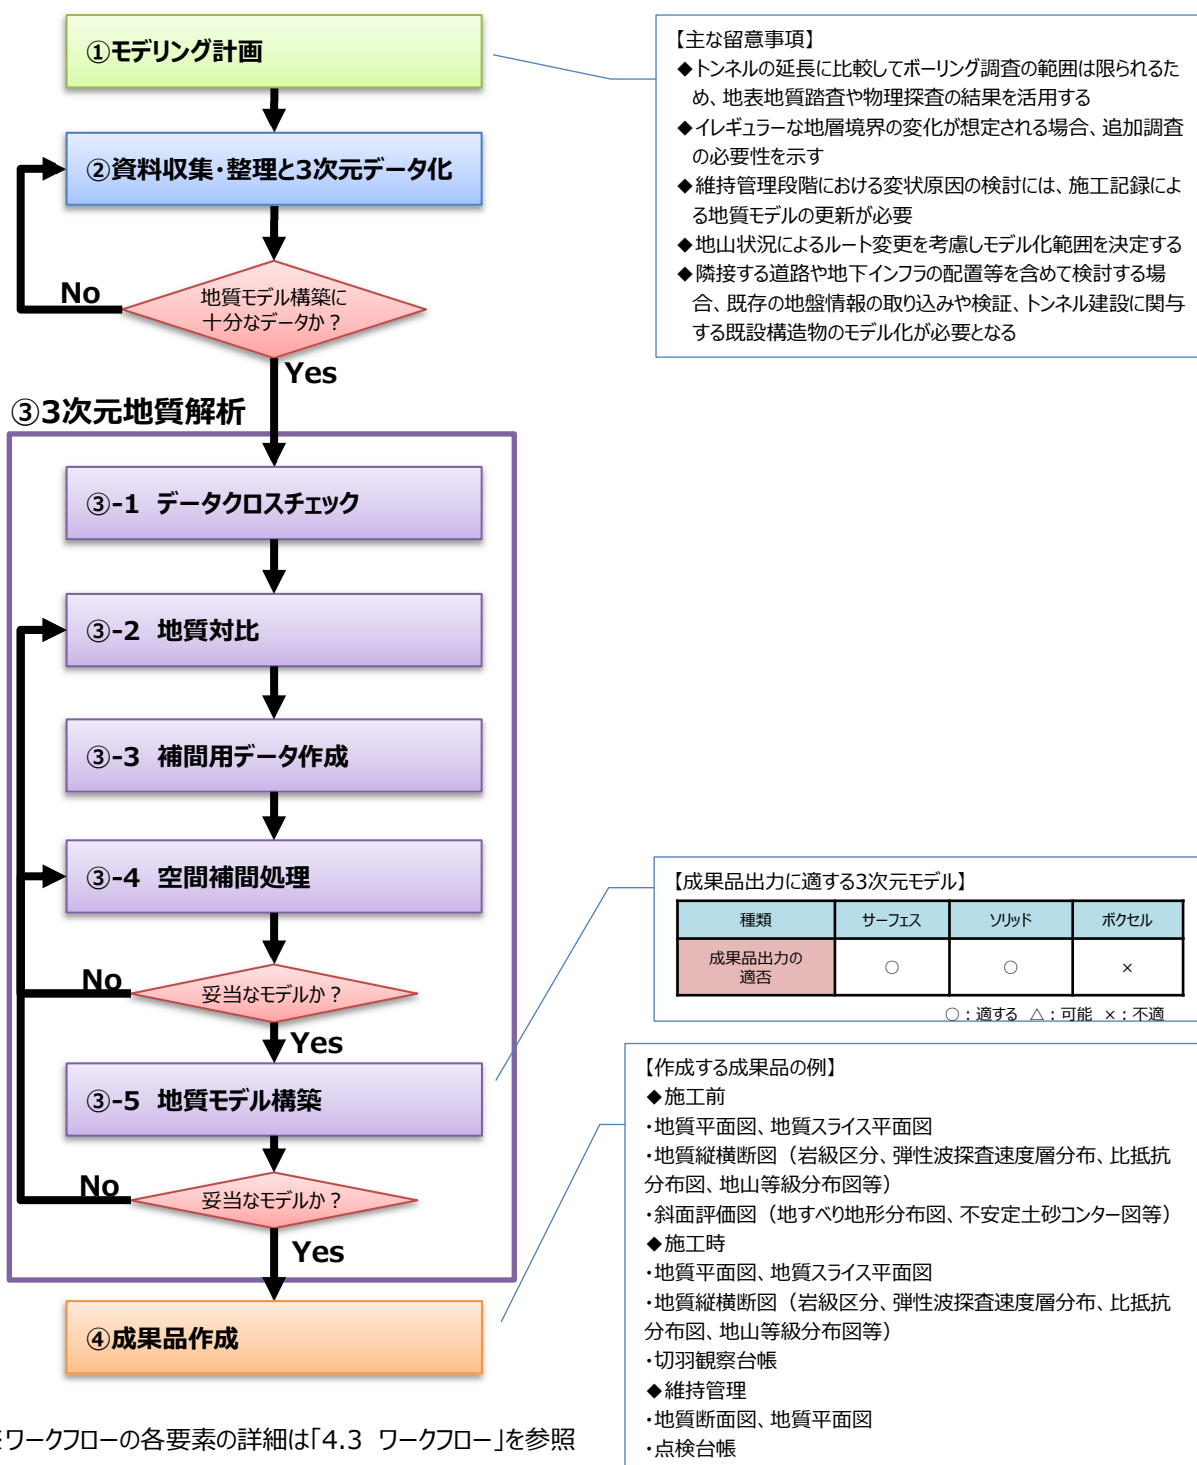 ①モデリング計画
②資料収集・整理と3次元データ化
地質モデル構築に
十分なデータか？
No
Yes
③3次元地質解析
③-1 データクロスチェック
③-2 地質対比
③-3 補間用データ作成
③-4 空間補間処理
妥当なモデルか？
No
Yes
③-5 地質モデル構築
妥当なモデルか？
No
Yes
④成果品作成
ワークフローの各要素の詳細は「4.3 ワークフロー」を参照
【主な留意事項】
◆トンネルの延長に比較してボーリング調査の範囲は限られるた
め、地表地質踏査や物理探査の結果を活用する
◆イレギュラーな地層境界の変化が想定される場合、追加調査
の必要性を示す
◆維持管理段階における変状原因の検討には、施工記録によ
る地質モデルの更新が必要
◆地山状況によるルート変更を考慮しモデル化範囲を決定する
◆隣接する道路や地下インフラの配置等を含めて検討する場
合、既存の地盤情報の取り込みや検証、トンネル建設に関与
する既設構造物のモデル化が必要となる
【成果品出力に適する3次元モデル】
種類 サーフェス ソリッド ボクセル
成果品出力の
適否 ○ ○ ×
○：適する △：可能 ×：不適
【作成する成果品の例】
◆施工前
・地質平面図、地質スライス平面図
・地質縦横断図（岩級区分、弾性波探査速度層分布、比抵抗
分布図、地山等級分布図等）
・斜面評価図（地すべり地形分布図、不安定土砂コンター図等）
◆施工時
・地質平面図、地質スライス平面図
・地質縦横断図（岩級区分、弾性波探査速度層分布、比抵抗
分布図、地山等級分布図等）
・切羽観察台帳
◆維持管理
・地質断面図、地質平面図
・点検台帳